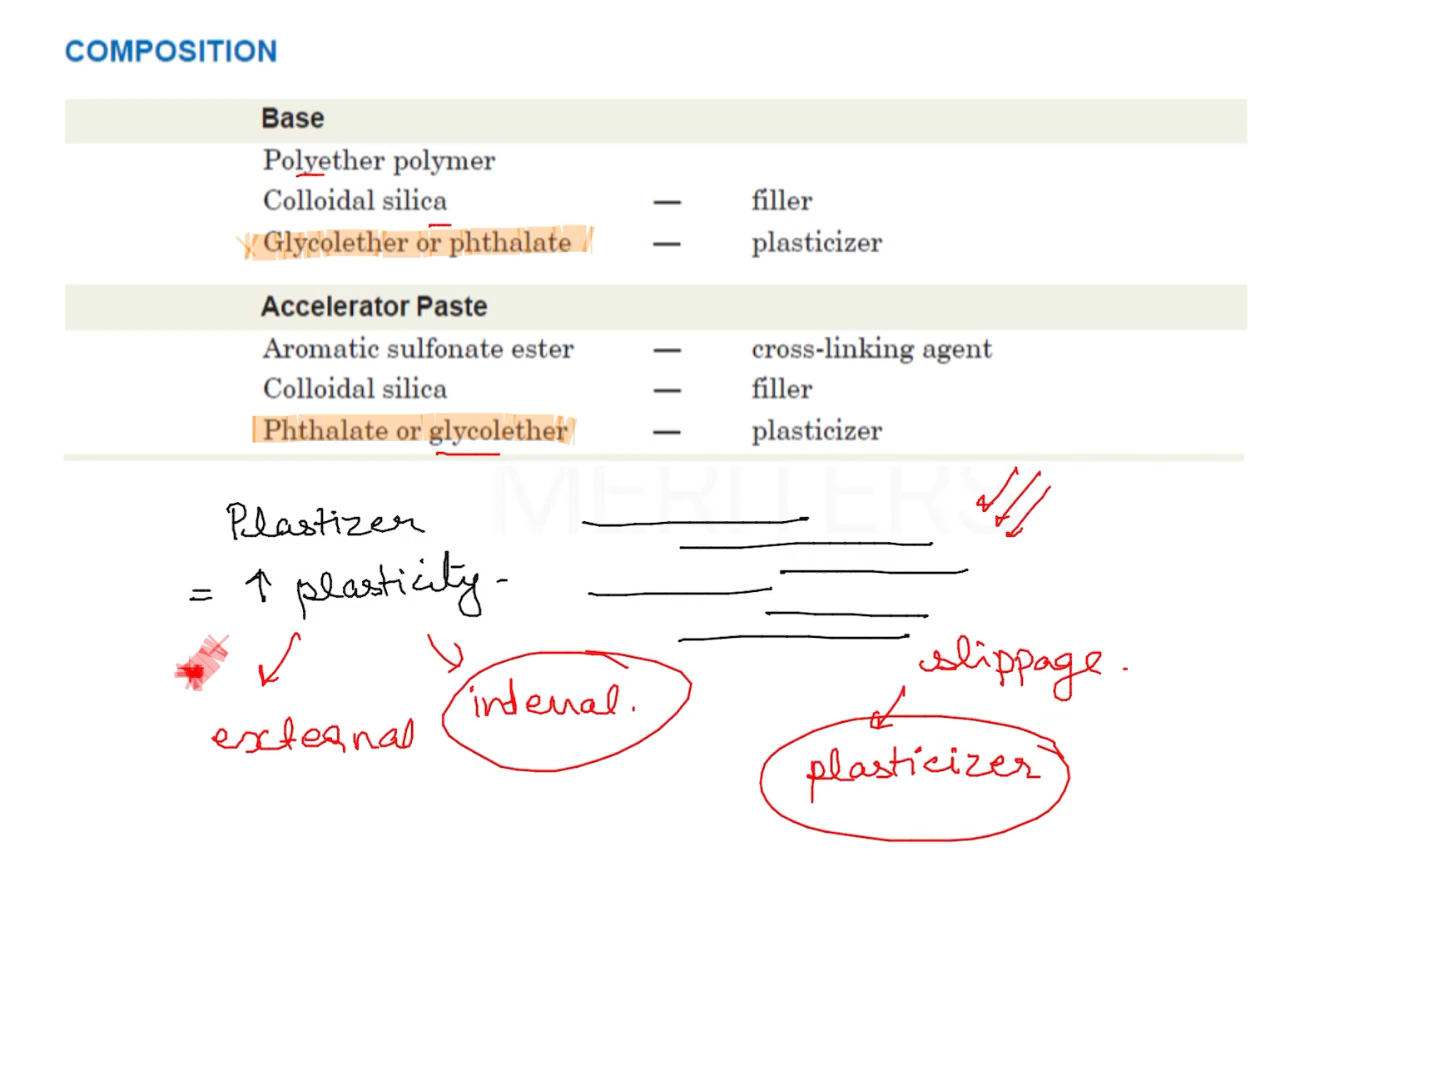 COMPOSITION
Base
Polyether polymer
Colloidal silica — filler
Glycolether or phthalate — plasticizer
Accelerator Paste
Aromatic sulfonate ester — cross-linking agent
Colloidal silica — filler
Phthalate or glycolether — plasticizer
MERITERS
Plastizer
= ↑ plasticity -
slippage.
external internal.
plasticizer